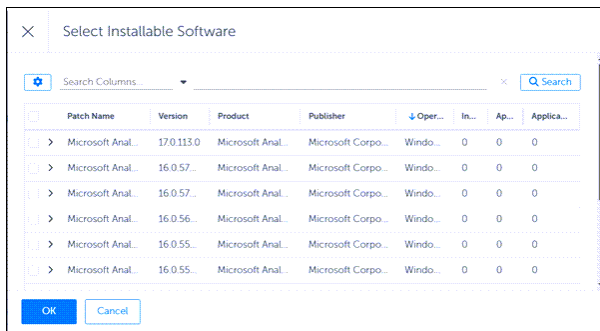 Select Installable Software
Search Columns... Search
Patch Name Version Product Publisher Oper... In... Ap... Applica...
Microsoft Anal... 17.0.113.0 Microsoft Anal... Microsoft Corpo... Windo... 0 0 0
Microsoft Anal... 16.0.57... Microsoft Anal... Microsoft Corpo... Windo... 0 0 0
Microsoft Anal... 16.0.57... Microsoft Anal... Microsoft Corpo... Windo... 0 0 0
Microsoft Anal... 16.0.56... Microsoft Anal... Microsoft Corpo... Windo... 0 0 0
Microsoft Anal... 16.0.55... Microsoft Anal... Microsoft Corpo... Windo... 0 0 0
Microsoft Anal... 16.0.55... Microsoft Anal... Microsoft Corpo... Windo... 0 0 0
OK Cancel